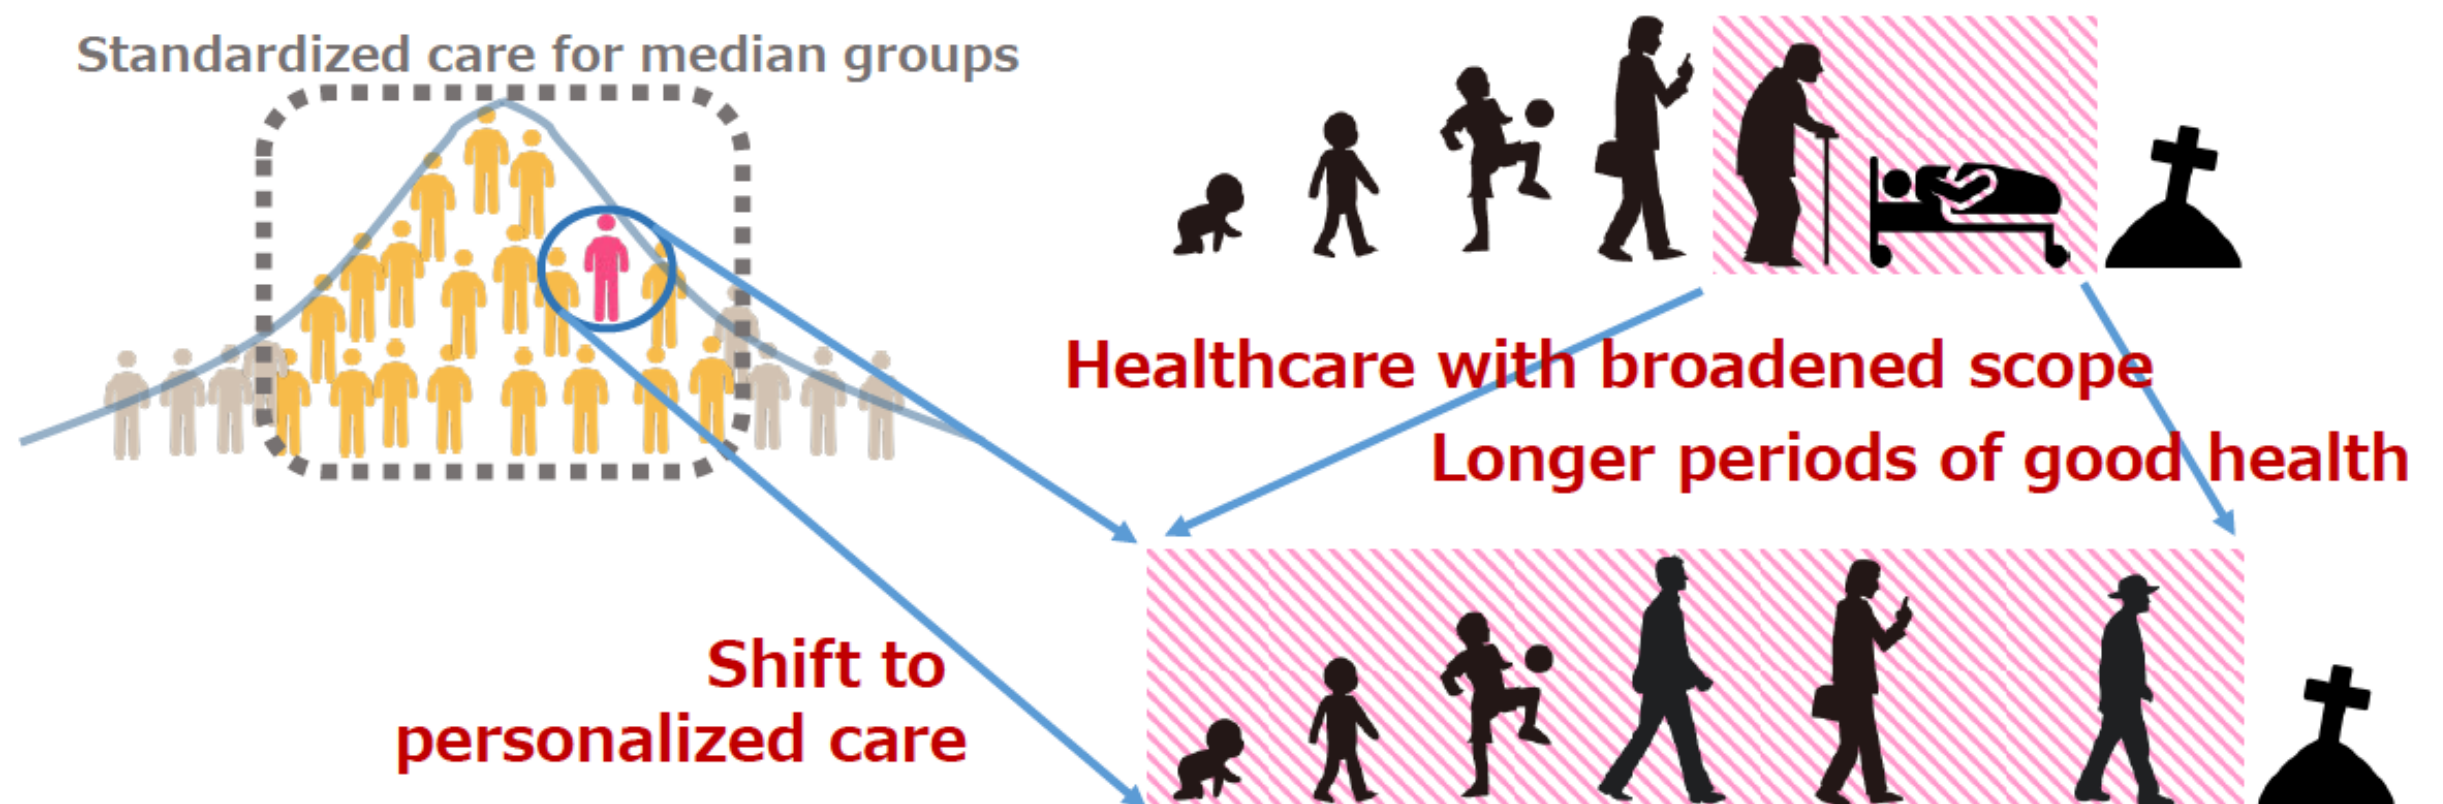 Standardized care for median groups
Healthcare with broadened scope
Longer periods of good health
Shift to
personalized care